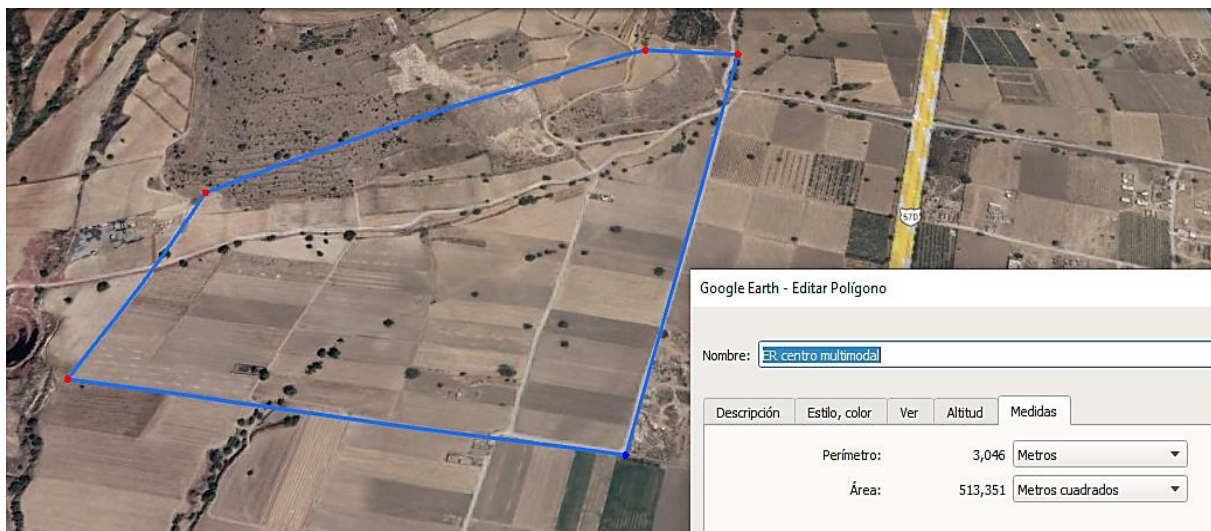 57D
Google Earth - Editar Polígono
Nombre: ER centro multimodal
Descripción Estilo, color Ver Altitud Medidas
Perímetro: 3,046 Metros
Área: 513,351 Metros cuadrados